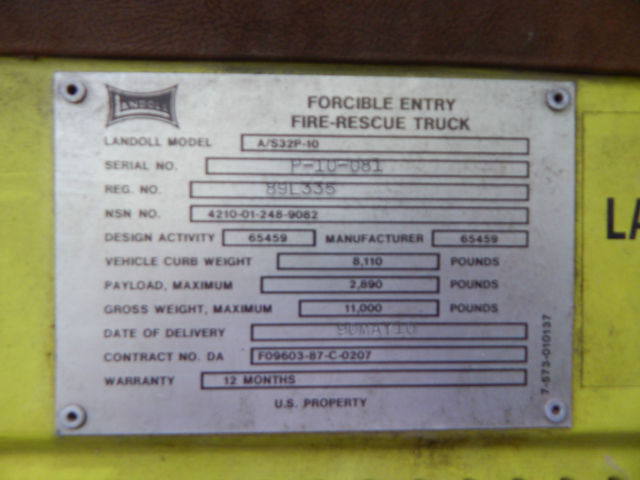 LANDOLL
FORCIBLE ENTRY
FIRE-RESCUE TRUCK
LANDOLL MODEL A/S32P-10
SERIAL NO. P-10-081
REG. NO. 89L335
NSN NO. 4210-01-248-9082
DESIGN ACTIVITY 65459 MANUFACTURER 65459
VEHICLE CURB WEIGHT 8,110 POUNDS
PAYLOAD, MAXIMUM 2,890 POUNDS
GROSS WEIGHT, MAXIMUM 11,000 POUNDS
DATE OF DELIVERY 90MAY10
CONTRACT NO. DA F09603-87-C-0207
WARRANTY 12 MONTHS
U.S. PROPERTY
7-573-010137
LA